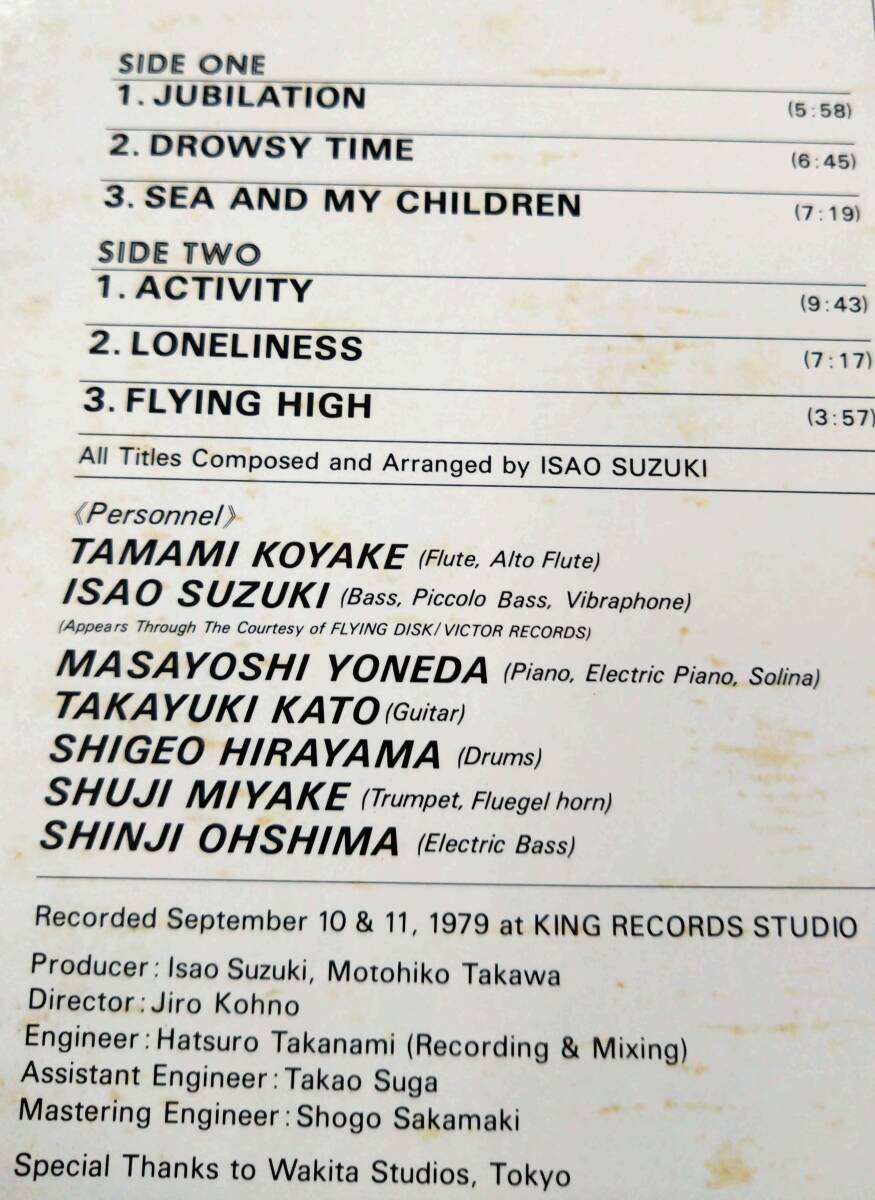 SIDE ONE
1. JUBILATION (5:58)
2. DROWSY TIME (6:45)
3. SEA AND MY CHILDREN (7:19)
SIDE TWO
1. ACTIVITY (9:43)
2. LONELINESS (7:17)
3. FLYING HIGH (3:57)
All Titles Composed and Arranged by ISAO SUZUKI
《Personnel》
TAMAMI KOYAKE (Flute, Alto Flute)
ISAO SUZUKI (Bass, Piccolo Bass, Vibraphone)
(Appears Through The Courtesy of FLYING DISK/VICTOR RECORDS)
MASAYOSHI YONEDA (Piano, Electric Piano, Solina)
TAKAYUKI KATO (Guitar)
SHIGEO HIRAYAMA (Drums)
SHUJI MIYAKE (Trumpet, Fluegel horn)
SHINJI OHSHIMA (Electric Bass)
Recorded September 10 & 11, 1979 at KING RECORDS STUDIO
Producer: Isao Suzuki, Motohiko Takawa
Director: Jiro Kohno
Engineer: Hatsuro Takanami (Recording & Mixing)
Assistant Engineer: Takao Suga
Mastering Engineer: Shogo Sakamaki
Special Thanks to Wakita Studios, Tokyo